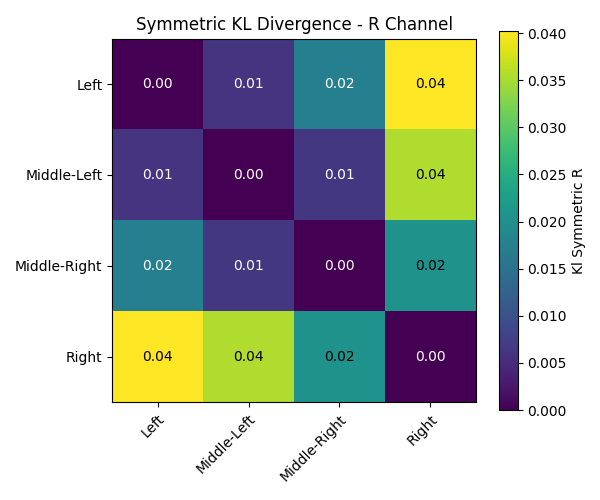 Symmetric KL Divergence - R Channel
Left
0.00 0.01 0.02 0.04
Middle-Left
0.01 0.00 0.01 0.04
Middle-Right
0.02 0.01 0.00 0.02
Right
0.04 0.04 0.02 0.00
Left
Middle-Left
Middle-Right
Right
0.040
0.035
0.030
0.025
0.020
0.015
0.010
0.005
0.000
Kl Symmetric R